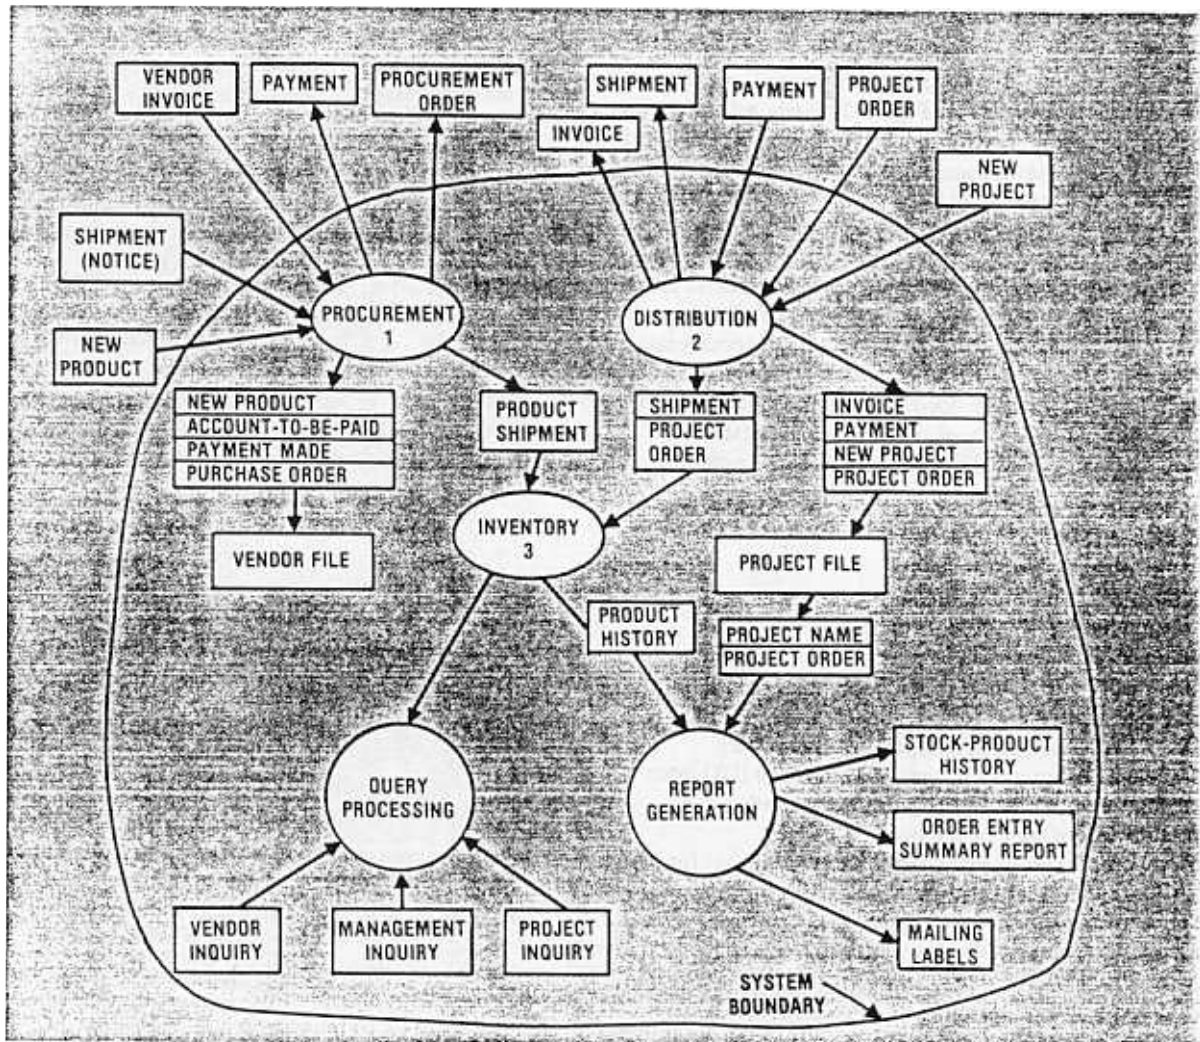 VENDOR
INVOICE
PAYMENT
PROCUREMENT
ORDER
SHIPMENT
PAYMENT
PROJECT
ORDER
INVOICE
NEW
PROJECT
SHIPMENT
(NOTICE)
NEW
PRODUCT
PROCUREMENT
1
DISTRIBUTION
2
NEW PRODUCT
ACCOUNT-TO-BE-PAID
PAYMENT MADE
PURCHASE ORDER
PRODUCT
SHIPMENT
SHIPMENT
PROJECT
ORDER
INVOICE
PAYMENT
NEW PROJECT
PROJECT ORDER
VENDOR FILE
INVENTORY
3
PROJECT FILE
PRODUCT
HISTORY
PROJECT NAME
PROJECT ORDER
QUERY
PROCESSING
REPORT
GENERATION
STOCK-PRODUCT
HISTORY
ORDER ENTRY
SUMMARY REPORT
VENDOR
INQUIRY
MANAGEMENT
INQUIRY
PROJECT
INQUIRY
MAILING
LABELS
SYSTEM
BOUNDARY